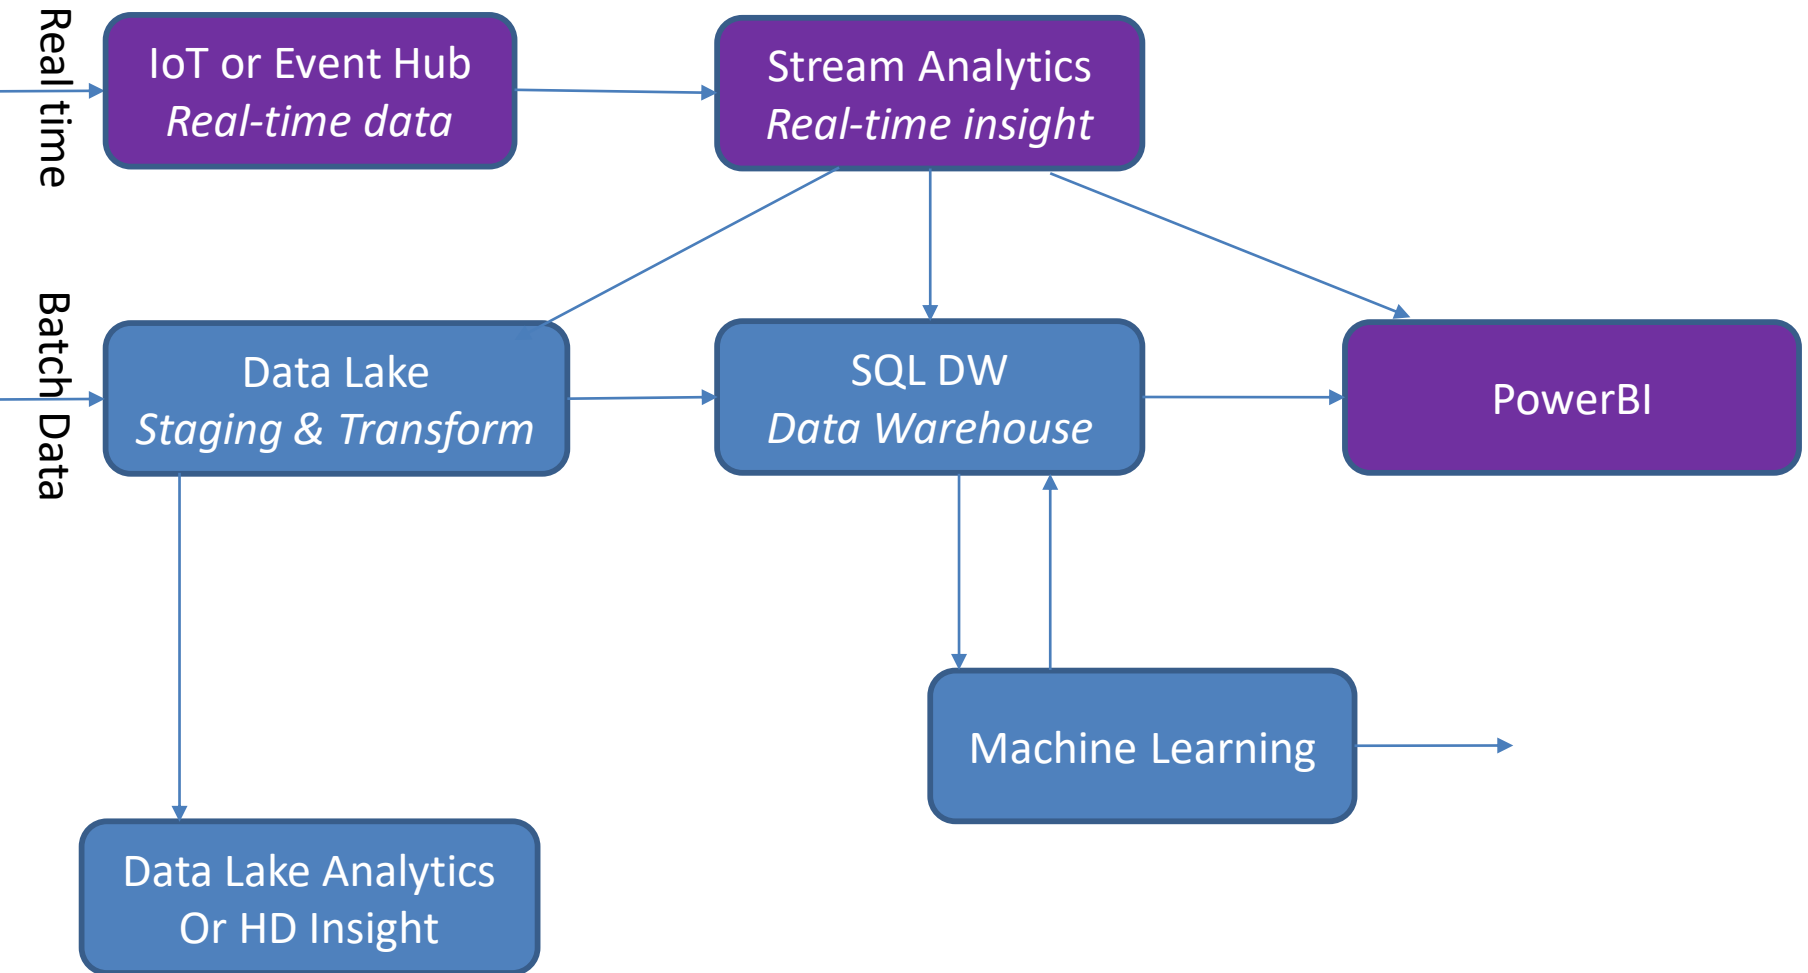 Real time
IoT or Event Hub
Real-time data
Stream Analytics
Real-time insight
Batch Data
Data Lake
Staging & Transform
SQL DW
Data Warehouse
PowerBI
Machine Learning
Data Lake Analytics
Or HD Insight